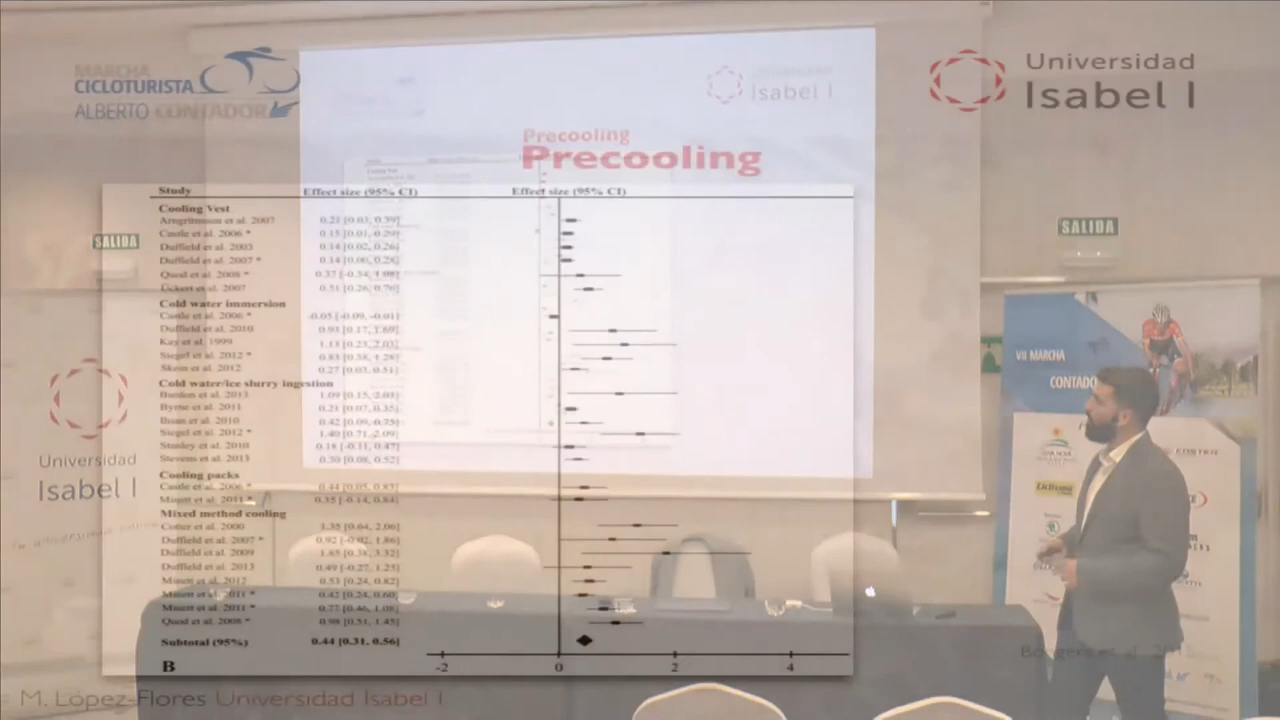 MARCHA
CICLOTURISTA
ALBERTO CONTADOR
Universidad
Isabel I
Isabel I
Precooling
Precooling
Study Effect size (95% CI) Effect size (95% CI)
Cooling Vest
Arngrimsson et al. 2007 0.21 [0.03, 0.39]
Castle et al. 2006 * 0.15 [0.01, 0.29]
Duffield et al. 2003 0.14 [0.02, 0.26]
Duffield et al. 2007 * 0.14 [0.00, 0.28]
Quod et al. 2008 * 0.37 [-0.34, 1.08]
Uckert et al. 2007 0.51 [0.26, 0.76]
Cold water immersion
Castle et al. 2006 * -0.05 [-0.09, -0.01]
Duffield et al. 2010 0.93 [0.17, 1.69]
Kay et al. 1999 1.13 [0.23, 2.03]
Siegel et al. 2012 * 0.83 [0.38, 1.28]
Skein et al. 2012 0.27 [0.03, 0.51]
Cold water/ice slurry ingestion
Burdon et al. 2013 1.09 [0.15, 2.03]
Byrne et al. 2011 0.21 [0.07, 0.35]
Ihsan et al. 2010 0.42 [0.09, 0.75]
Siegel et al. 2012 * 1.40 [0.71, 2.09]
Stanley et al. 2010 0.18 [-0.11, 0.47]
Stevens et al. 2013 0.30 [0.08, 0.52]
Cooling packs
Castle et al. 2006 * 0.44 [0.05, 0.83]
Minett et al. 2011 * 0.35 [-0.14, 0.84]
Mixed method cooling
Cotter et al. 2000 1.35 [0.64, 2.06]
Duffield et al. 2007 * 0.92 [-0.02, 1.86]
Duffield et al. 2009 1.85 [0.38, 3.32]
Duffield et al. 2013 0.49 [-0.27, 1.25]
Minett et al. 2012 0.53 [0.24, 0.82]
Minett et al. 2011 * 0.42 [0.24, 0.60]
Minett et al. 2011 * 0.77 [0.46, 1.08]
Quod et al. 2008 * 0.98 [0.51, 1.45]
Subtotal (95%) 0.44 [0.31, 0.56]
-2 0 2 4
B
SALIDA
SALIDA
VII MARCHA
CONTADO
Universidad
Isabel I
M. López-Flores Universidad Isabel I